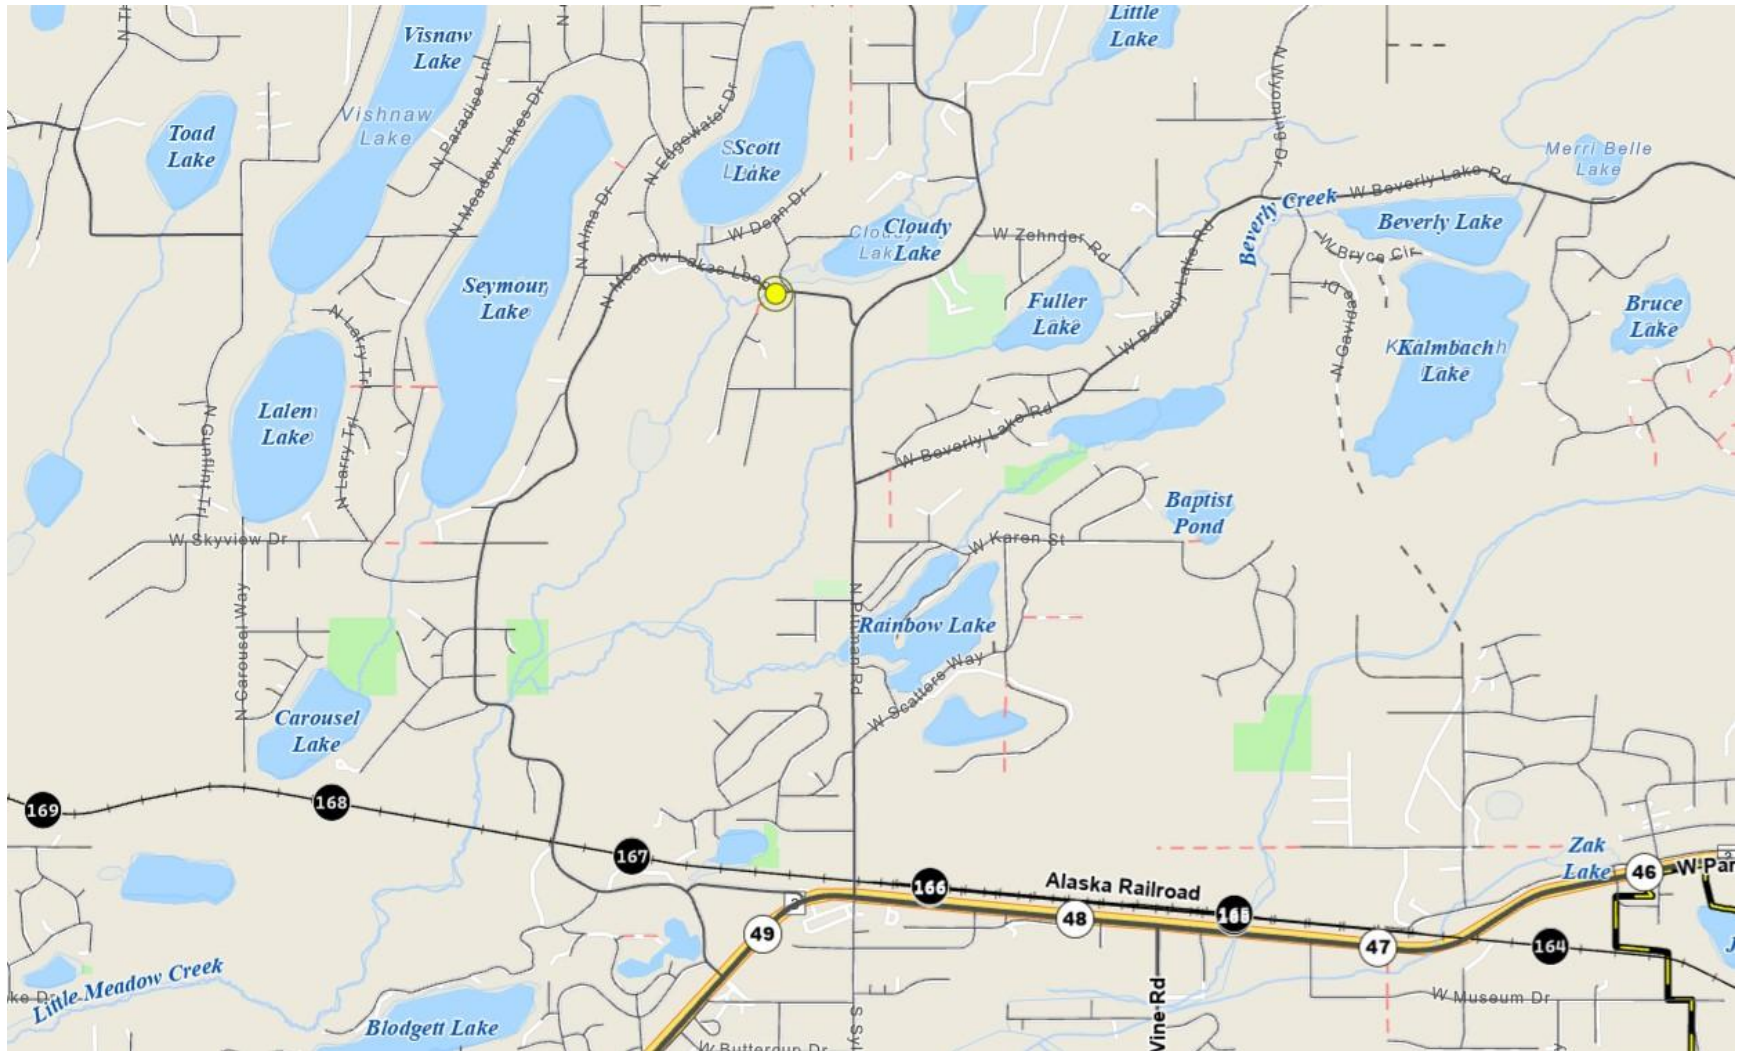 Little
Lake
Visnaw
Lake
Vishnaw
Lake
N Paradise Ln
N Meadow Lakes Dr
N Edgewater Dr
N Wyoming Dr
Toad
Lake
Scott
Lake
Merri Belle
Lake
W Beverly Lake Rd
Beverly Creek
Beverly Lake
N Alma Dr
W Dean Dr
Cloudy
Lake
W Zehnder Rd
W Beverly Lake Rd
W Bryce Cir
N Meadow Lakes Loop
Seymour
Lake
Fuller
Lake
N Gavidee Dr
Bruce
Lake
N Larry Trl
Kalmbach
Lake
Lalen
Lake
N Gunflint Trl
N Larry Trl
W Beverly Lake Rd
Baptist
Pond
W Skyview Dr
W Karen St
N Carousel Way
N Pittman Rd
Rainbow Lake
W Scatters Way
Carousel
Lake
169
168
167
166
Alaska Railroad
164
Zak
Lake
46
W Par
3
49
48
47
Little Meadow Creek
ke Dr
Blodgett Lake
Vine Rd
W Museum Dr
S Syl
W Buttercup Dr
J